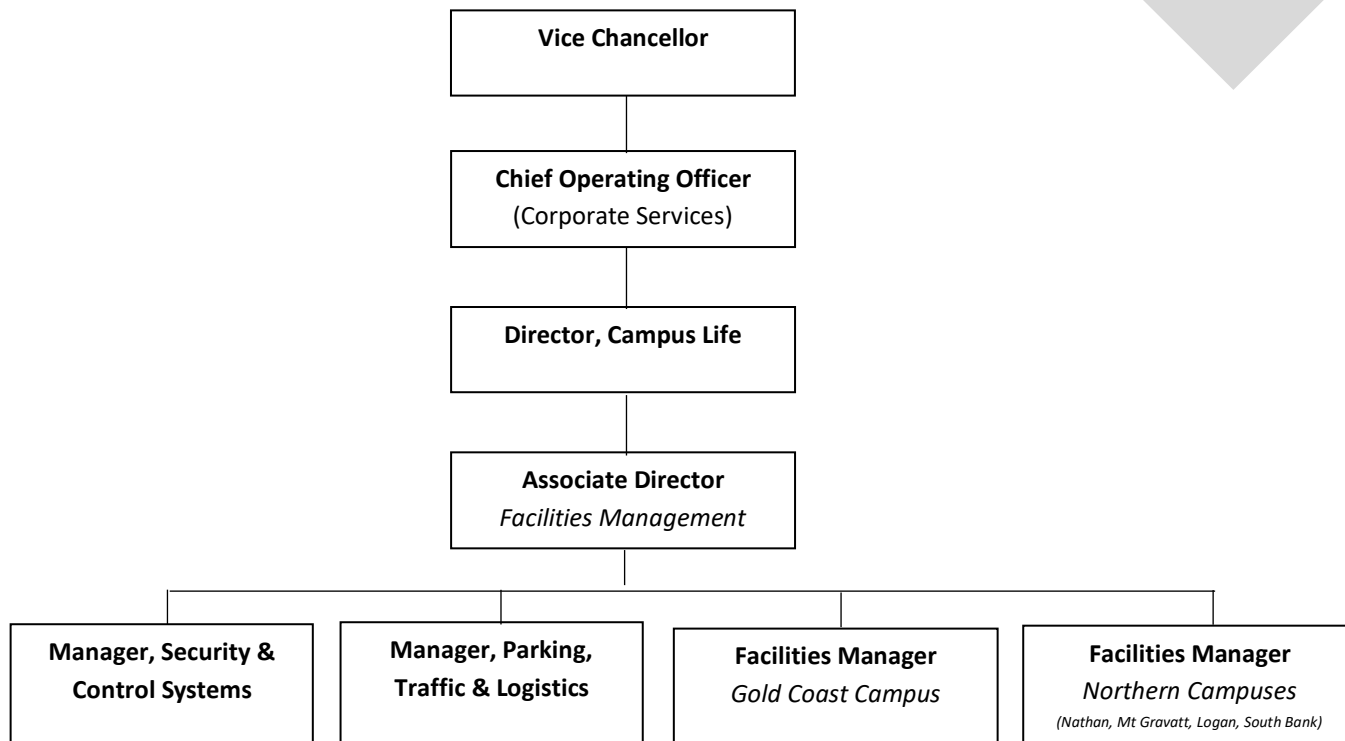 Vice Chancellor
Chief Operating Officer
(Corporate Services)
Director, Campus Life
Associate Director
Facilities Management
Manager, Security &
Control Systems
Manager, Parking,
Traffic & Logistics
Facilities Manager
Gold Coast Campus
Facilities Manager
Northern Campuses
(Nathan, Mt Gravatt, Logan, South Bank)